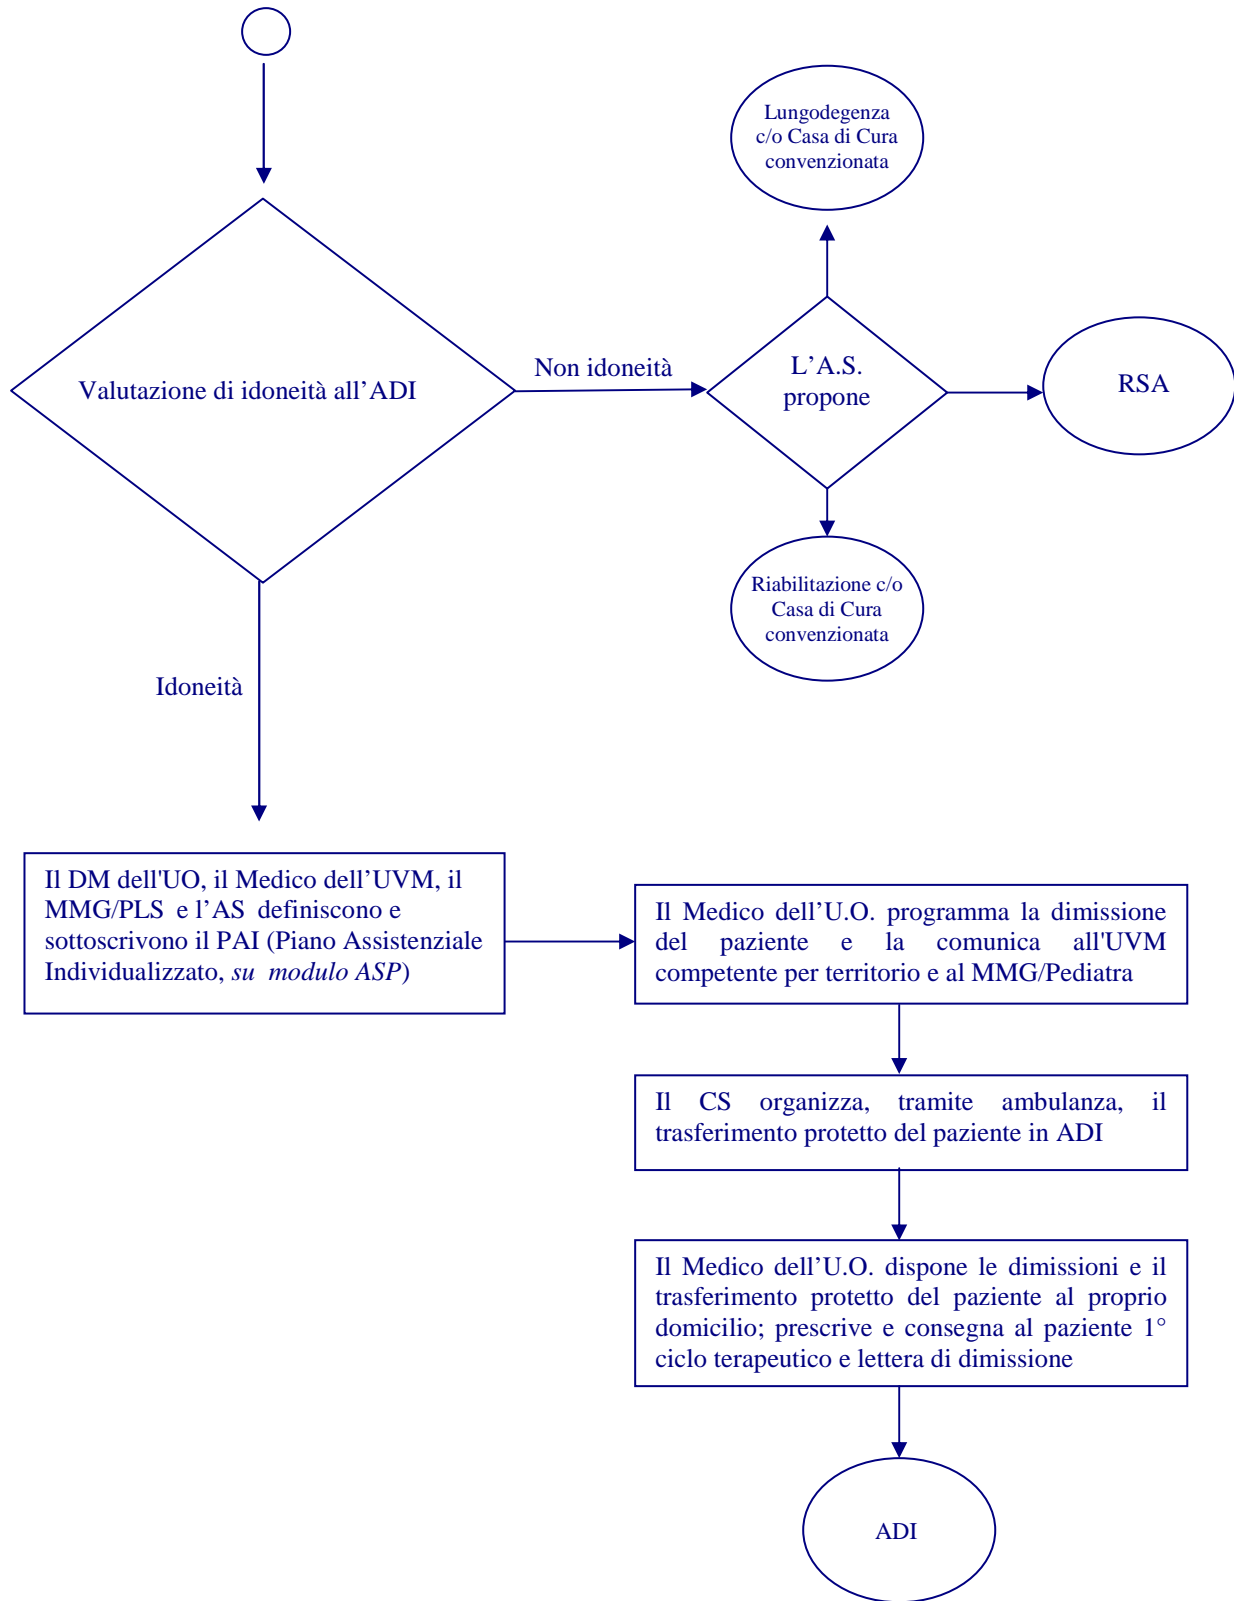 Lungodegenza
c/o Casa di Cura
convenzionata
Valutazione di idoneità all’ADI
Non idoneità
L’A.S.
propone
RSA
Riabilitazione c/o
Casa di Cura
convenzionata
Idoneità
Il DM dell'UO, il Medico dell’UVM, il
MMG/PLS e l’AS definiscono e
sottoscrivono il PAI (Piano Assistenziale
Individualizzato, su modulo ASP)
Il Medico dell’U.O. programma la dimissione
del paziente e la comunica all'UVM
competente per territorio e al MMG/Pediatra
Il CS organizza, tramite ambulanza, il
trasferimento protetto del paziente in ADI
Il Medico dell’U.O. dispone le dimissioni e il
trasferimento protetto del paziente al proprio
domicilio; prescrive e consegna al paziente 1°
ciclo terapeutico e lettera di dimissione
ADI